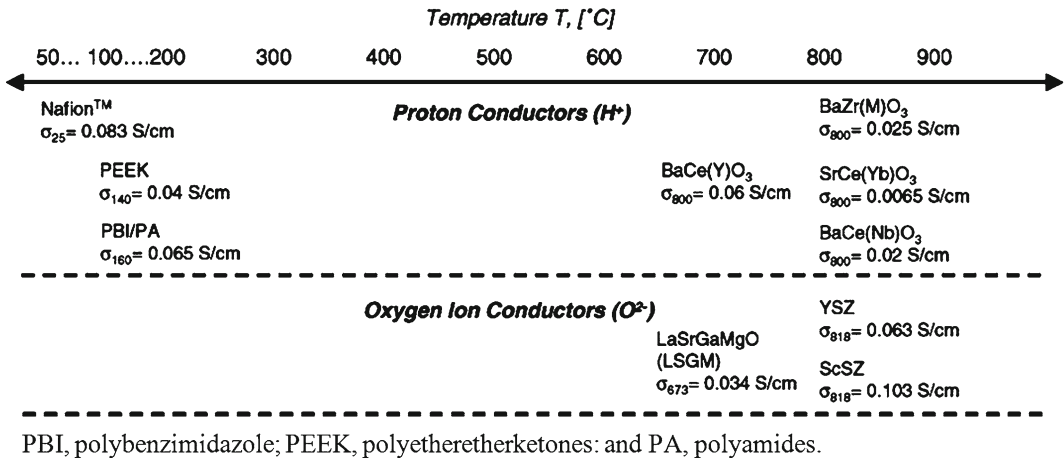 Temperature T, [˚C]
50... 100....200 300 400 500 600 700 800 900
Nafion™
σ25= 0.083 S/cm
Proton Conductors (H+)
BaZr(M)O3
σ800= 0.025 S/cm
PEEK
σ140= 0.04 S/cm
BaCe(Y)O3
σ800= 0.06 S/cm
SrCe(Yb)O3
σ800= 0.0065 S/cm
PBI/PA
σ160= 0.065 S/cm
BaCe(Nb)O3
σ800= 0.02 S/cm
Oxygen Ion Conductors (O2-)
YSZ
σ818= 0.063 S/cm
LaSrGaMgO
(LSGM)
σ673= 0.034 S/cm
ScSZ
σ818= 0.103 S/cm
PBI, polybenzimidazole; PEEK, polyetheretherketones: and PA, polyamides.